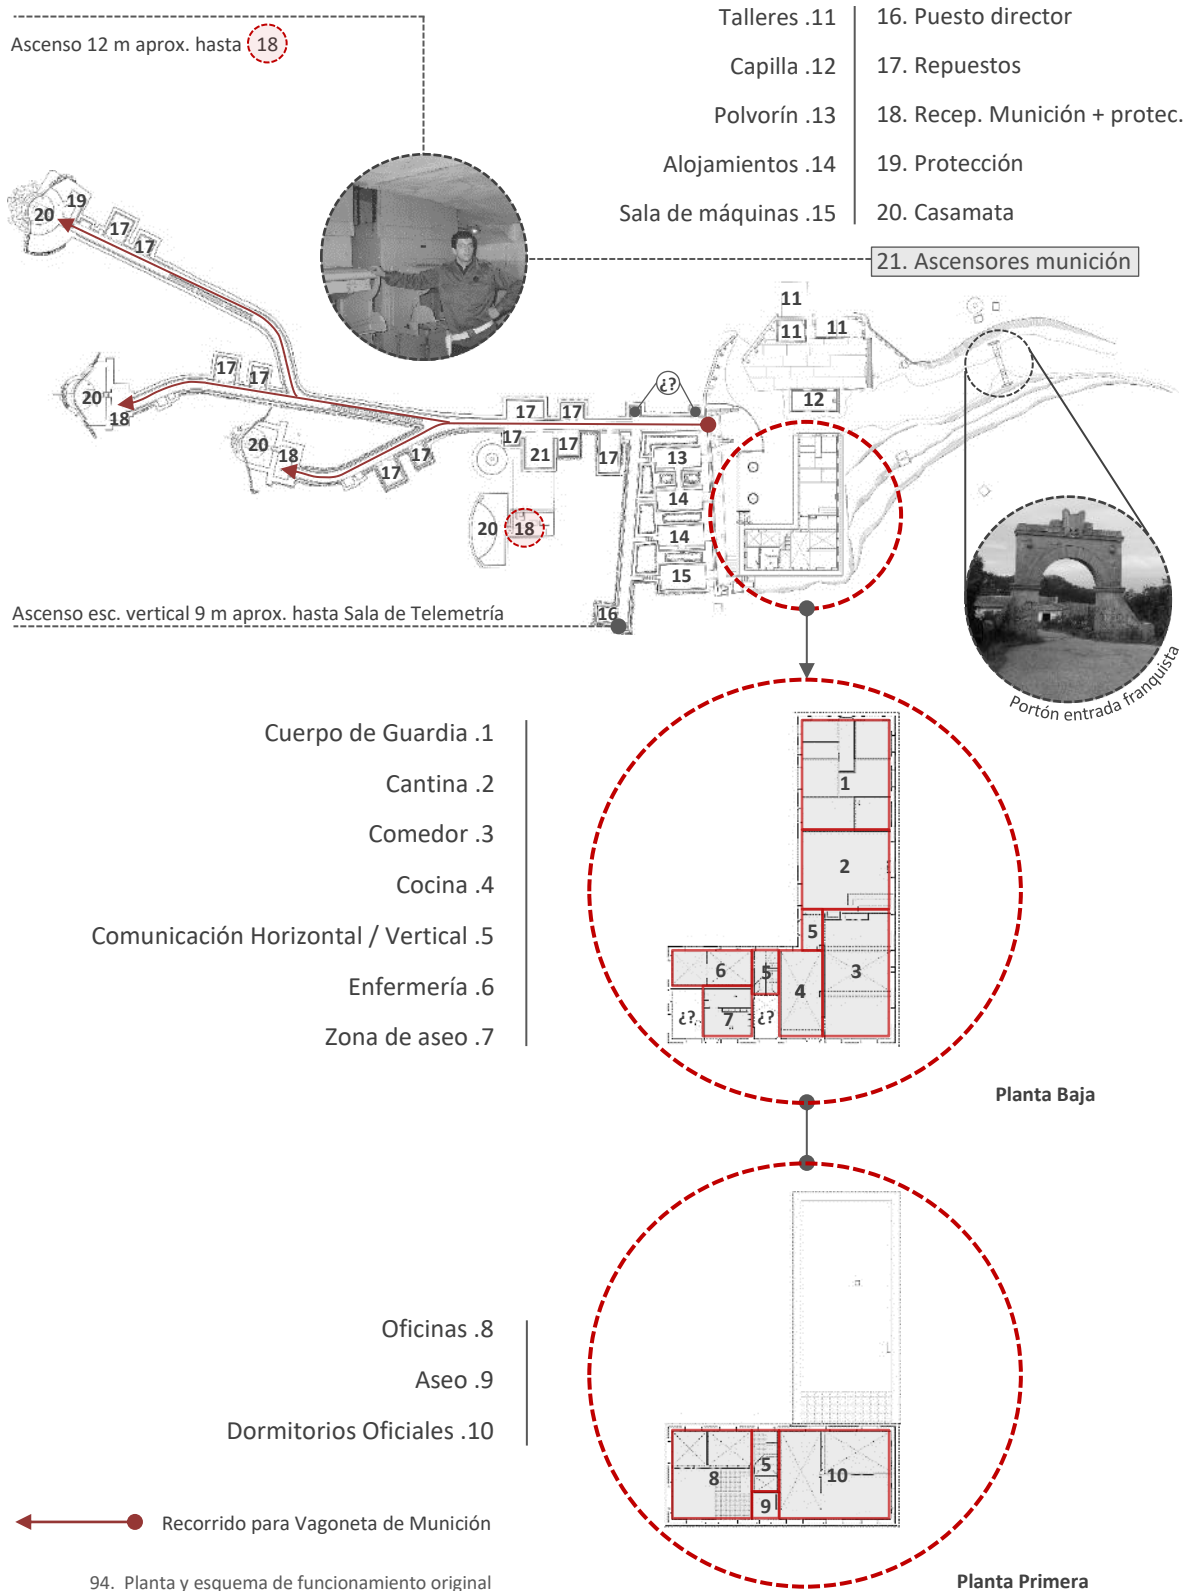 Ascenso 12 m aprox. hasta 18
Talleres .11
Capilla .12
Polvorín .13
Alojamientos .14
Sala de máquinas .15
16. Puesto director
17. Repuestos
18. Recep. Munición + protec.
19. Protección
20. Casamata
21. Ascensores munición
20
19
17
17
11
11
11
12
20
18
17
17
¿?
17
17
17
21
17
17
20
18
17
17
13
14
14
15
20
18
16
Ascenso esc. vertical 9 m aprox. hasta Sala de Telemetría
Portón entrada franquista
Cuerpo de Guardia .1
Cantina .2
Comedor .3
Cocina .4
Comunicación Horizontal / Vertical .5
Enfermería .6
Zona de aseo .7
1
2
5
3
6
5
4
¿?
7
¿?
Planta Baja
Oficinas .8
Aseo .9
Dormitorios Oficiales .10
8
5
10
9
Recorrido para Vagoneta de Munición
94. Planta y esquema de funcionamiento original
Planta Primera